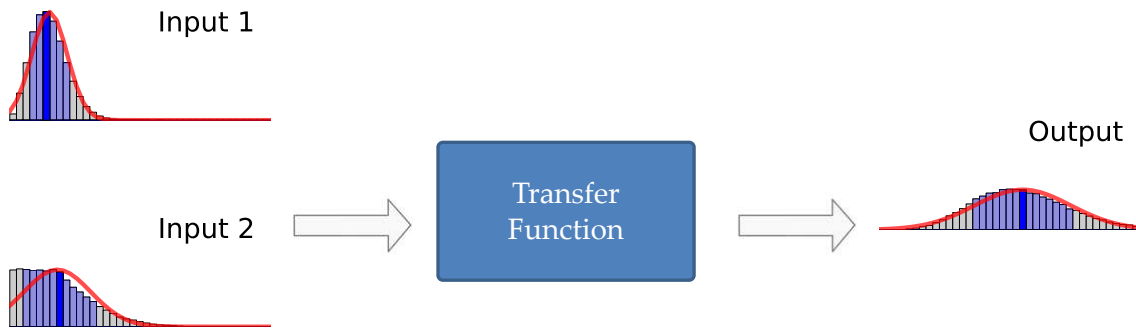 Input 1
Input 2
Transfer
Function
Output